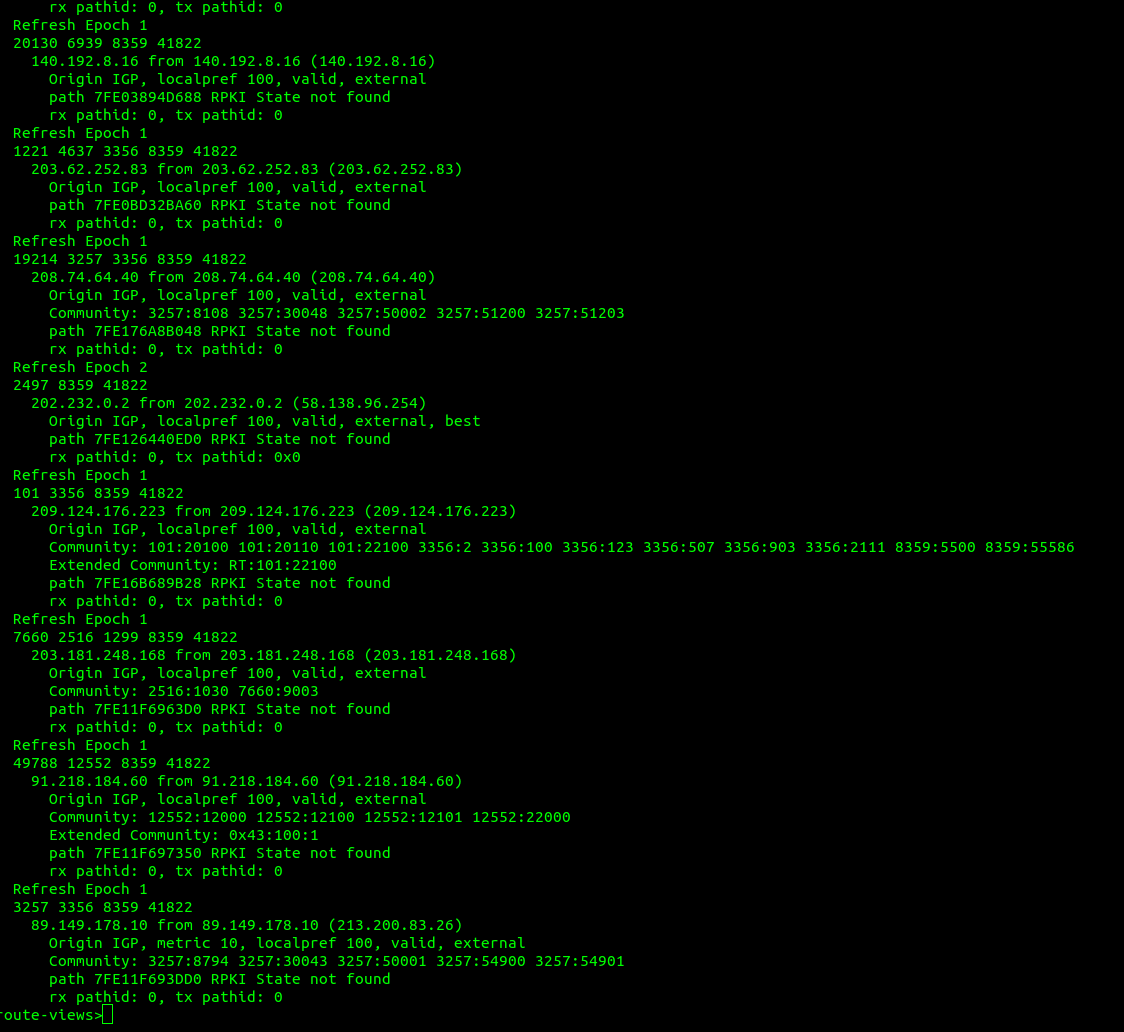 rx pathid: 0, tx pathid: 0
Refresh Epoch 1
20130 6939 8359 41822
140.192.8.16 from 140.192.8.16 (140.192.8.16)
Origin IGP, localpref 100, valid, external
path 7FE03894D688 RPKI State not found
rx pathid: 0, tx pathid: 0
Refresh Epoch 1
1221 4637 3356 8359 41822
203.62.252.83 from 203.62.252.83 (203.62.252.83)
Origin IGP, localpref 100, valid, external
path 7FE0BD32BA60 RPKI State not found
rx pathid: 0, tx pathid: 0
Refresh Epoch 1
19214 3257 3356 8359 41822
208.74.64.40 from 208.74.64.40 (208.74.64.40)
Origin IGP, localpref 100, valid, external
Community: 3257:8108 3257:30048 3257:50002 3257:51200 3257:51203
path 7FE176A8B048 RPKI State not found
rx pathid: 0, tx pathid: 0
Refresh Epoch 2
2497 8359 41822
202.232.0.2 from 202.232.0.2 (58.138.96.254)
Origin IGP, localpref 100, valid, external, best
path 7FE126440ED0 RPKI State not found
rx pathid: 0, tx pathid: 0x0
Refresh Epoch 1
101 3356 8359 41822
209.124.176.223 from 209.124.176.223 (209.124.176.223)
Origin IGP, localpref 100, valid, external
Community: 101:20100 101:20110 101:22100 3356:2 3356:100 3356:123 3356:507 3356:903 3356:2111 8359:5500 8359:55586
Extended Community: RT:101:22100
path 7FE16B689B28 RPKI State not found
rx pathid: 0, tx pathid: 0
Refresh Epoch 1
7660 2516 1299 8359 41822
203.181.248.168 from 203.181.248.168 (203.181.248.168)
Origin IGP, localpref 100, valid, external
Community: 2516:1030 7660:9003
path 7FE11F6963D0 RPKI State not found
rx pathid: 0, tx pathid: 0
Refresh Epoch 1
49788 12552 8359 41822
91.218.184.60 from 91.218.184.60 (91.218.184.60)
Origin IGP, localpref 100, valid, external
Community: 12552:12000 12552:12100 12552:12101 12552:22000
Extended Community: 0x43:100:1
path 7FE11F697350 RPKI State not found
rx pathid: 0, tx pathid: 0
Refresh Epoch 1
3257 3356 8359 41822
89.149.178.10 from 89.149.178.10 (213.200.83.26)
Origin IGP, metric 10, localpref 100, valid, external
Community: 3257:8794 3257:30043 3257:50001 3257:54900 3257:54901
path 7FE11F693DD0 RPKI State not found
rx pathid: 0, tx pathid: 0
route-views>